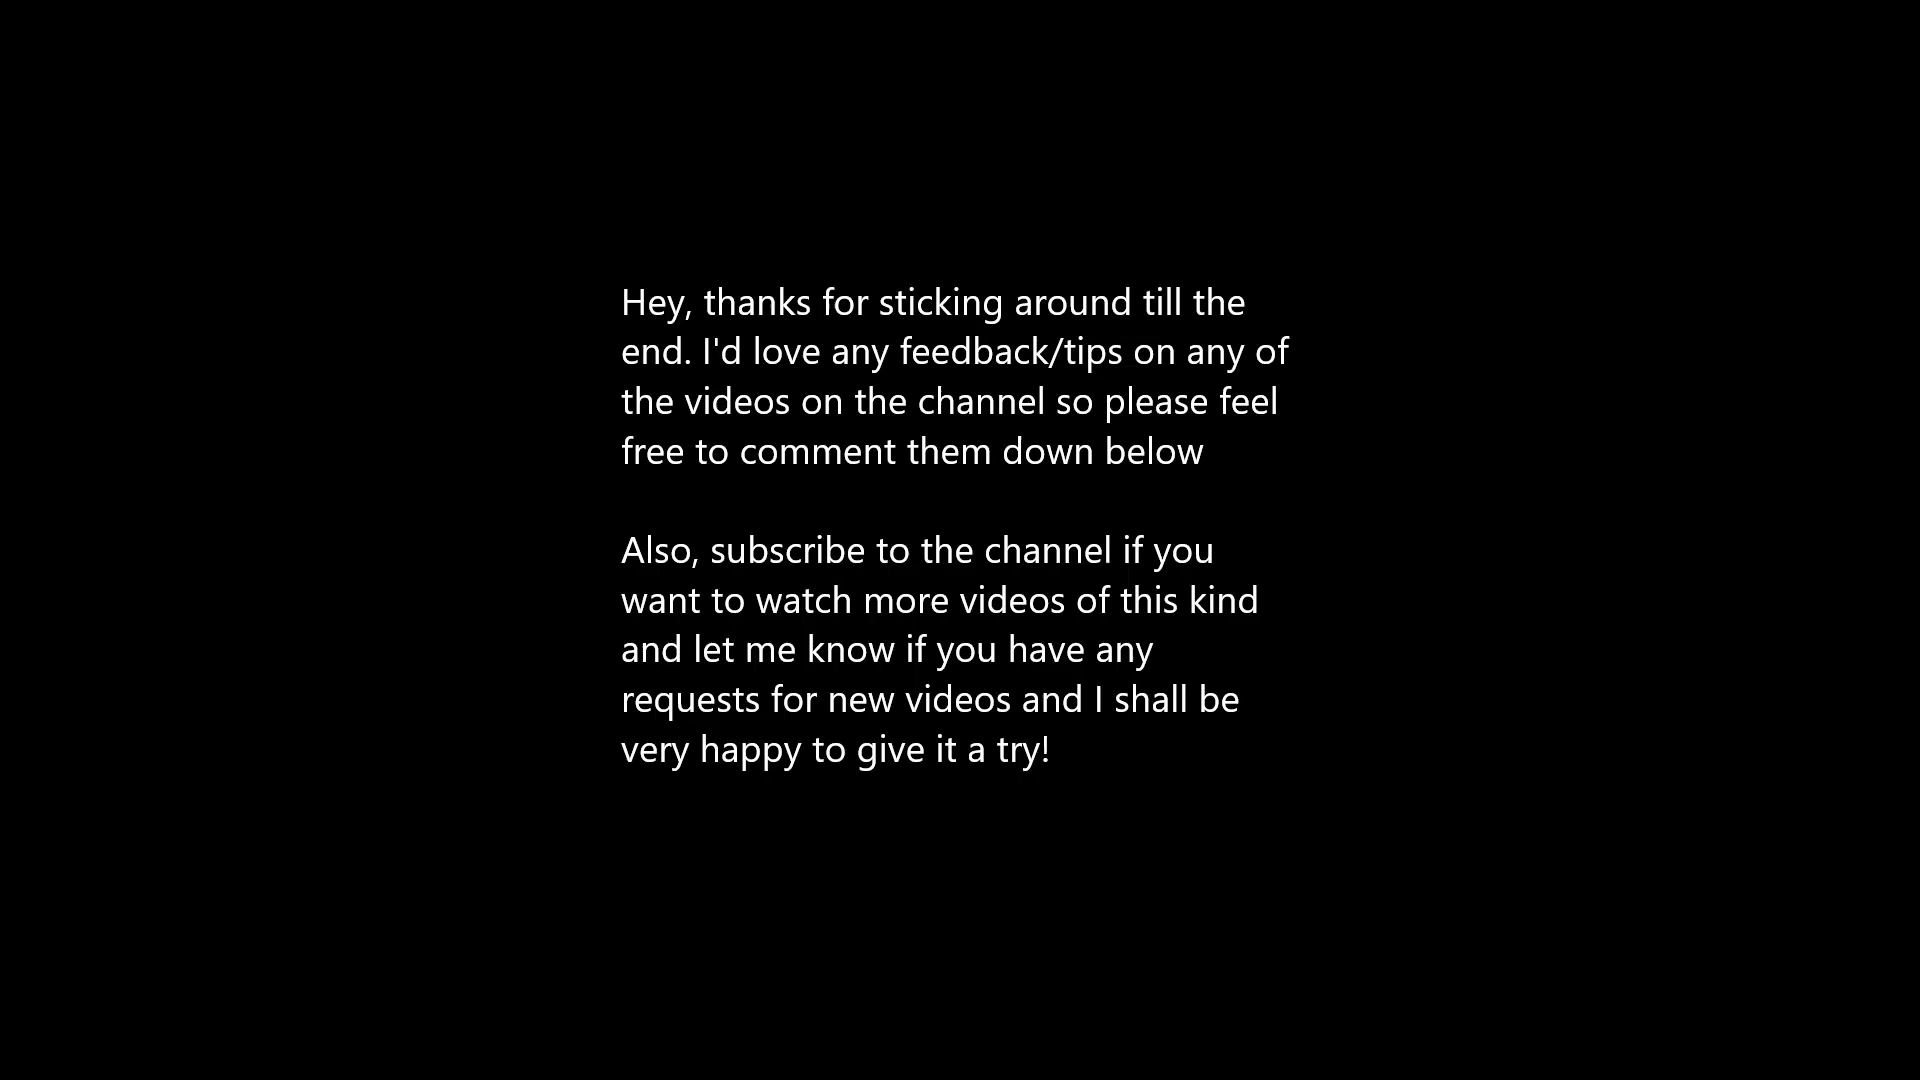 Hey, thanks for sticking around till the
end. I'd love any feedback/tips on any of
the videos on the channel so please feel
free to comment them down below
Also, subscribe to the channel if you
want to watch more videos of this kind
and let me know if you have any
requests for new videos and I shall be
very happy to give it a try!